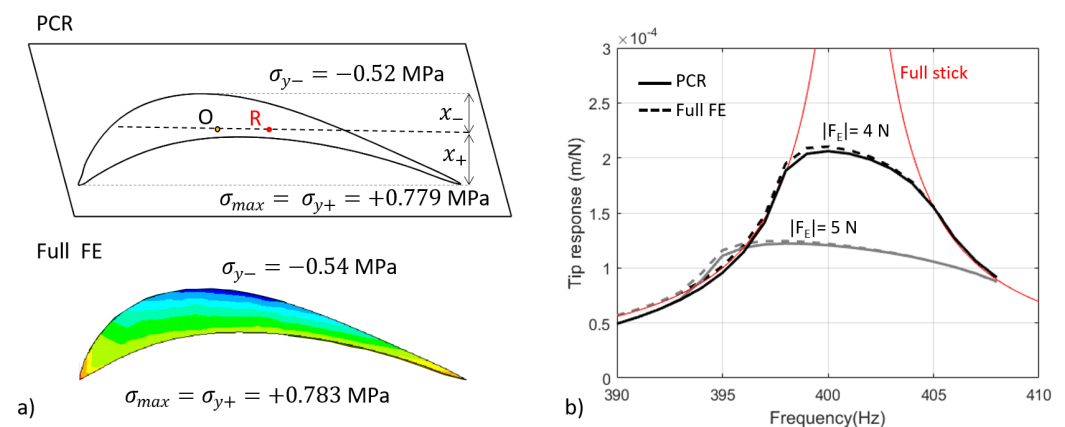 PCR
σy− = −0.52 MPa
O
R
x−
x+
σmax = σy+ = +0.779 MPa
Full FE
σy− = −0.54 MPa
σmax = σy+ = +0.783 MPa
a)
×10⁻⁴
3
2.5
2
1.5
1
0.5
0
Tip response (m/N)
PCR
Full FE
Full stick
|FE|= 4 N
|FE|= 5 N
390 395 400 405 410
Frequency(Hz)
b)